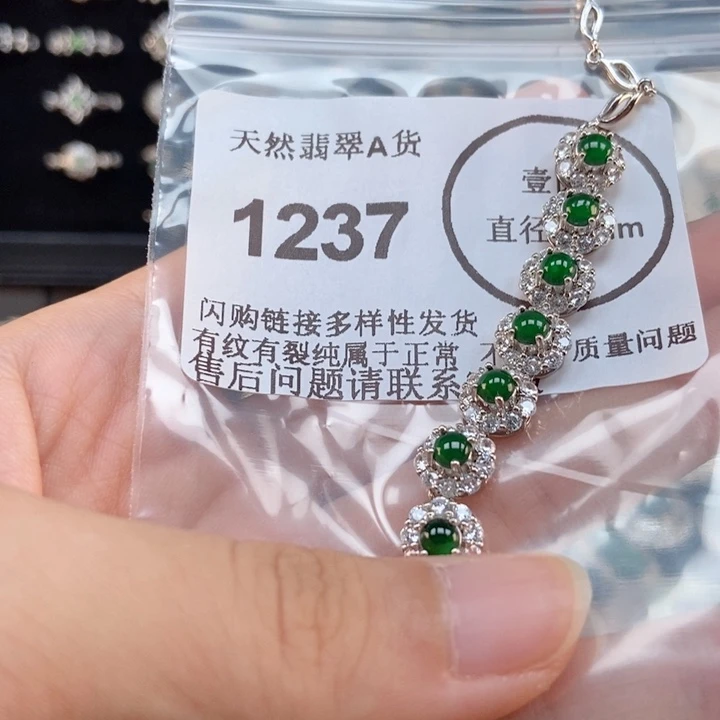 天然翡翠A货
1237
壹
直径 m
闪购链接多样性发货
有纹有裂纯属于正常 不 质量问题
售后问题请联系